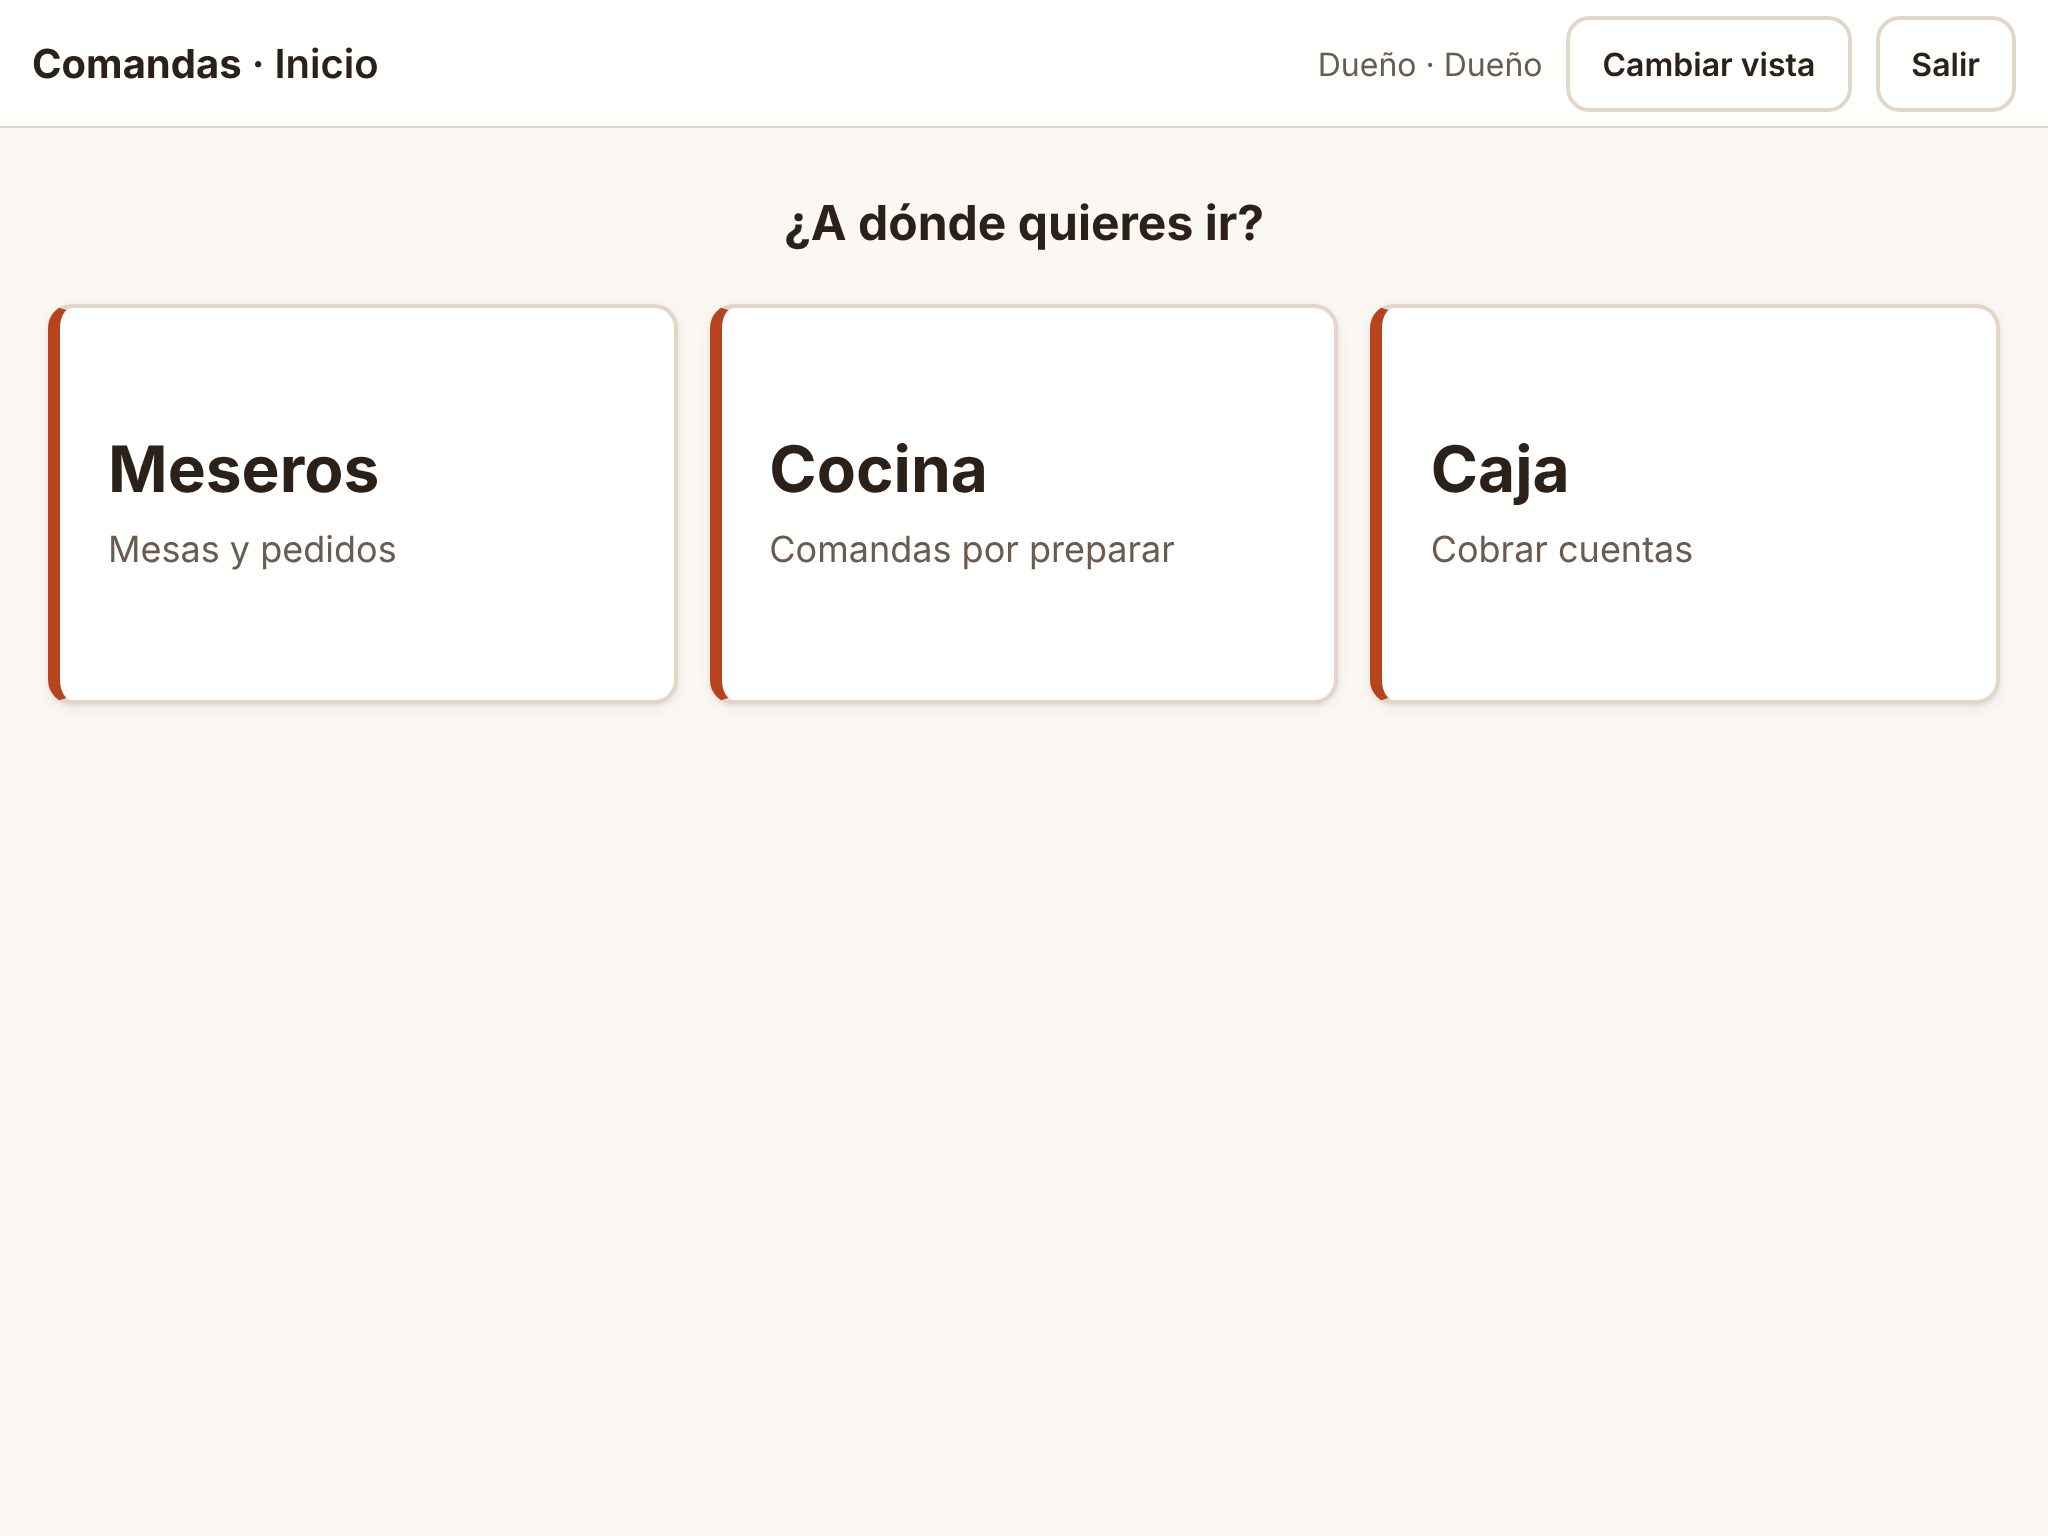 Comandas · Inicio
Dueño · Dueño
Cambiar vista
Salir
¿A dónde quieres ir?
Meseros
Mesas y pedidos
Cocina
Comandas por preparar
Caja
Cobrar cuentas